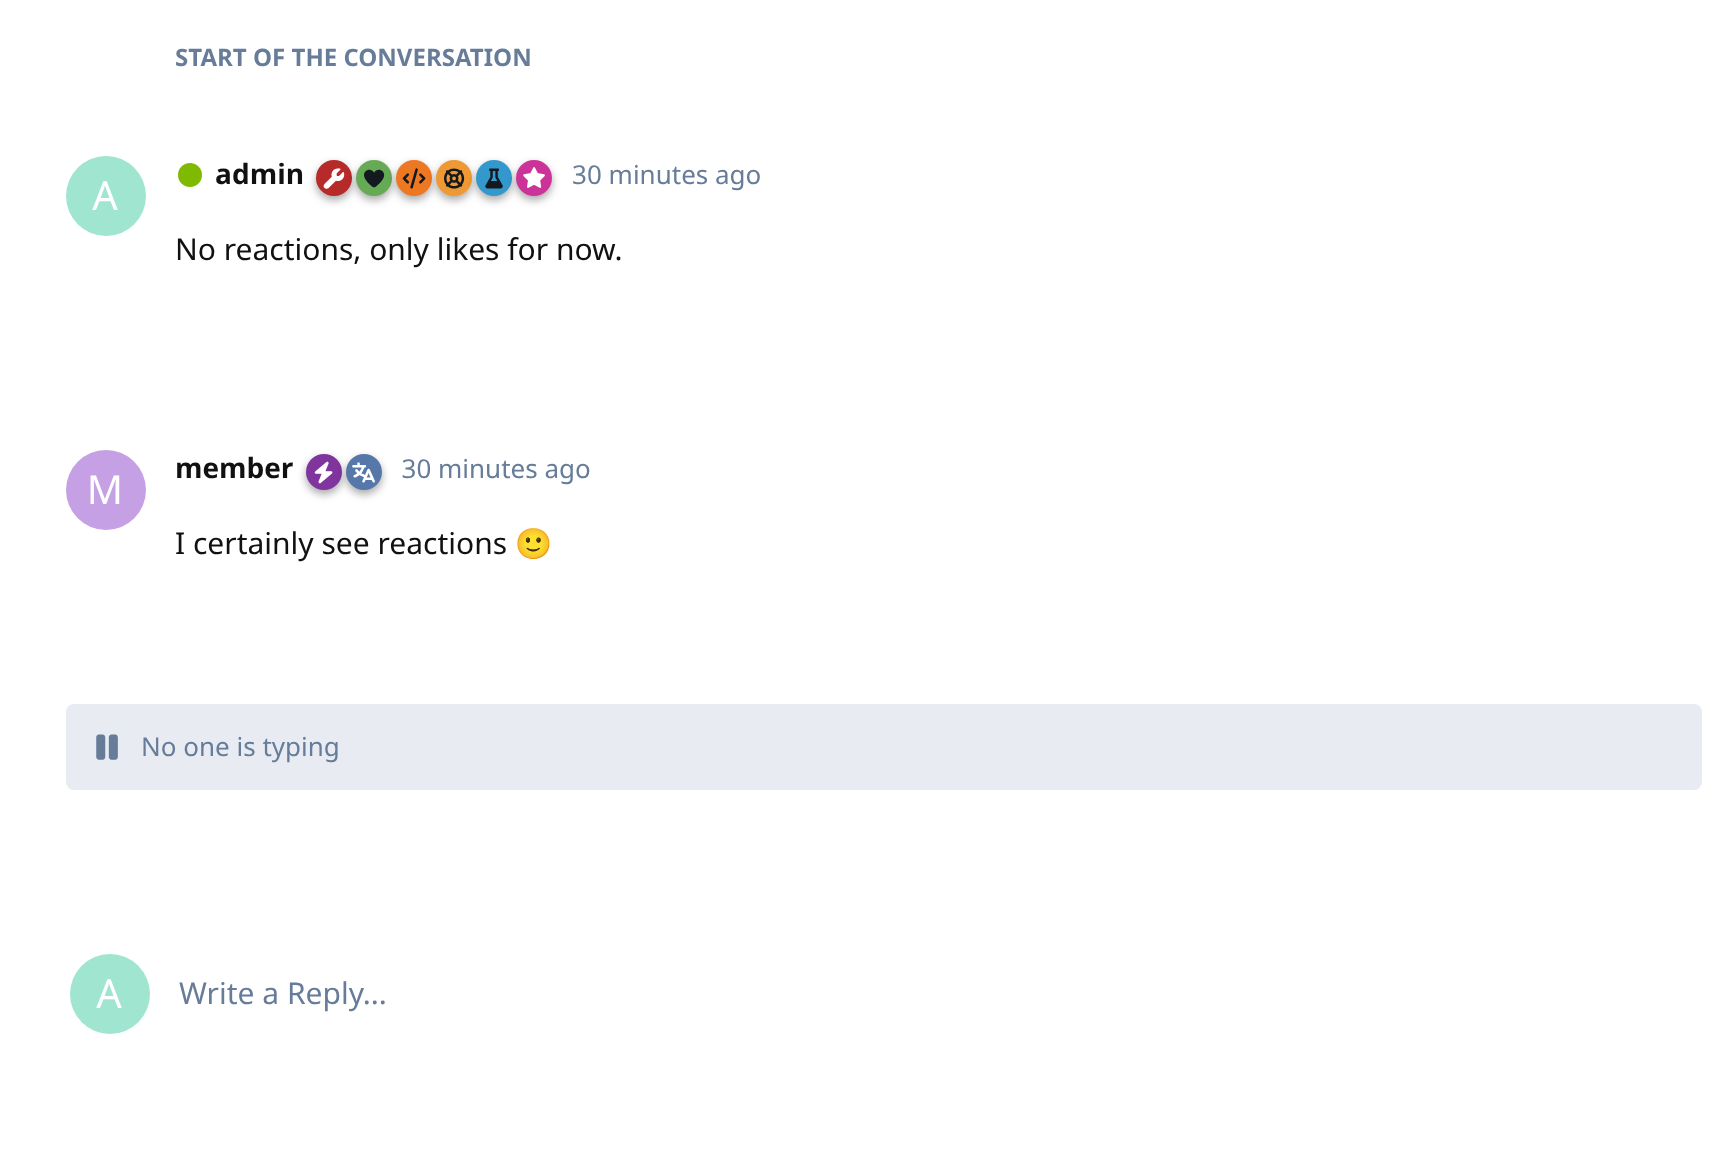 START OF THE CONVERSATION
A
admin 30 minutes ago
No reactions, only likes for now.
M
member 30 minutes ago
I certainly see reactions 🙂
No one is typing
A
Write a Reply...